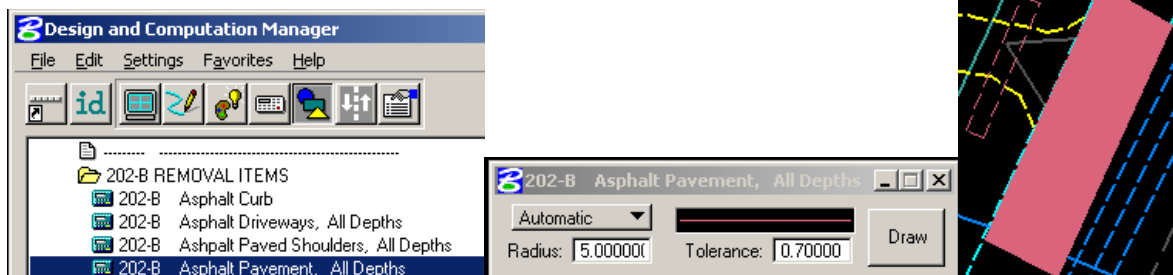 Design and Computation Manager
File Edit Settings Favorites Help
id
202-B REMOVAL ITEMS
202-B Asphalt Curb
202-B Asphalt Driveways, All Depths
202-B Ashpalt Paved Shoulders, All Depths
202-B Asphalt Pavement, All Depths
202-B Asphalt Pavement, All Depths
Automatic
Radius: 5.00000( Tolerance: 0.70000 Draw